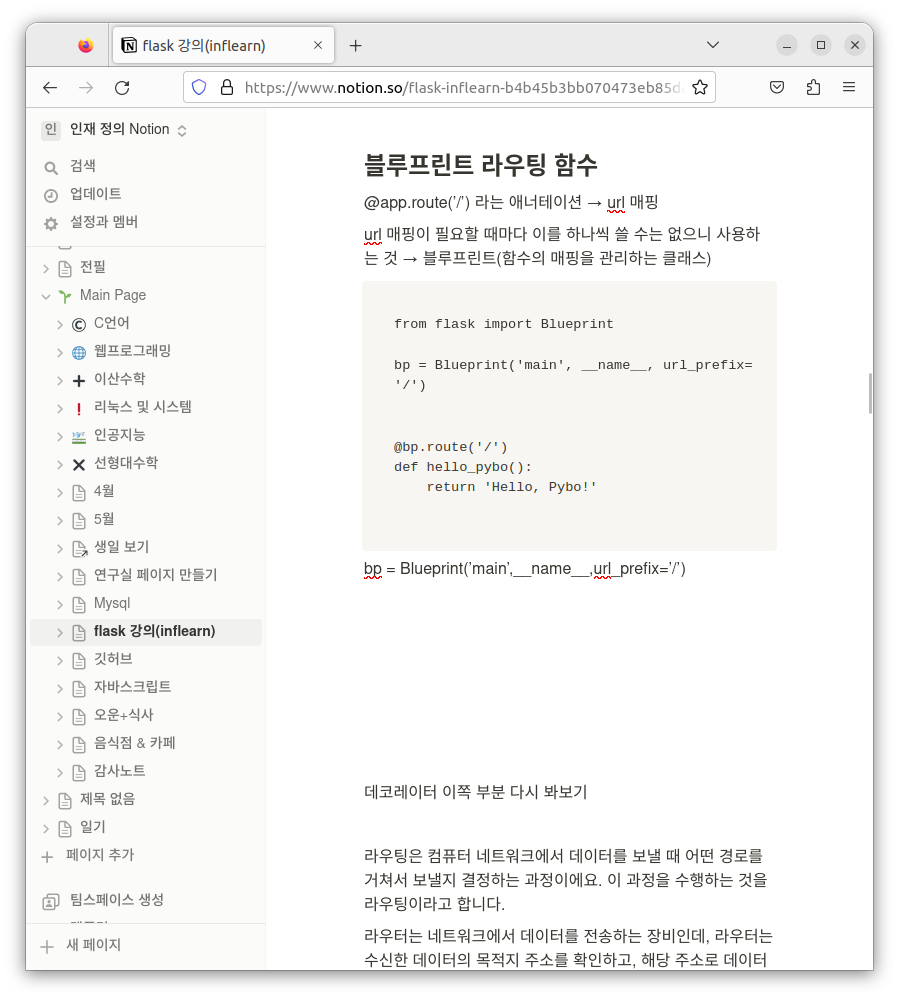 flask 강의(inflearn)
https://www.notion.so/flask-inflearn-b4b45b3bb070473eb85d
인 인재 정의 Notion
검색
업데이트
설정과 멤버
전필
Main Page
C언어
웹프로그래밍
이산수학
리눅스 및 시스템
인공지능
선형대수학
4월
5월
생일 보기
연구실 페이지 만들기
Mysql
flask 강의(inflearn)
깃허브
자바스크립트
오운+식사
음식점 & 카페
감사노트
제목 없음
일기
페이지 추가
팀스페이스 생성
새 페이지
블루프린트 라우팅 함수
@app.route('/') 라는 애너테이션 → url 매핑
url 매핑이 필요할 때마다 이를 하나씩 쓸 수는 없으니 사용하
는 것 → 블루프린트(함수의 매핑을 관리하는 클래스)
from flask import Blueprint
bp = Blueprint('main', __name__, url_prefix=
'/')
@bp.route('/')
def hello_pybo():
    return 'Hello, Pybo!'
bp = Blueprint('main',__name__,url_prefix='/')
데코레이터 이쪽 부분 다시 봐보기
라우팅은 컴퓨터 네트워크에서 데이터를 보낼 때 어떤 경로를
거쳐서 보낼지 결정하는 과정이에요. 이 과정을 수행하는 것을
라우팅이라고 합니다.
라우터는 네트워크에서 데이터를 전송하는 장비인데, 라우터는
수신한 데이터의 목적지 주소를 확인하고, 해당 주소로 데이터